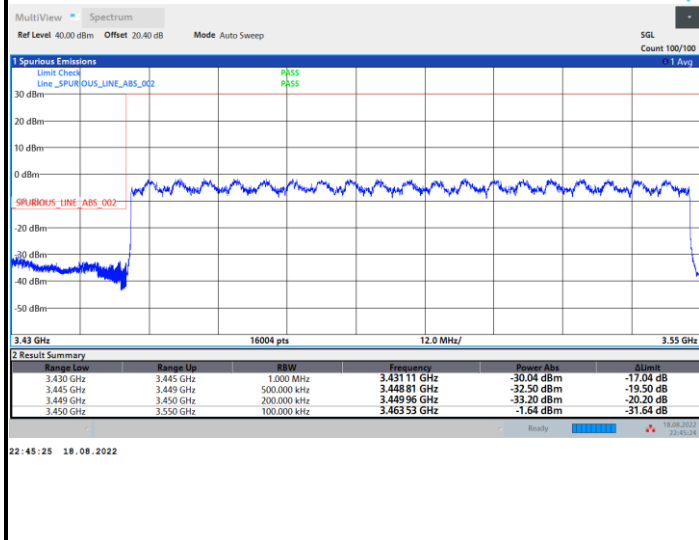 MultiView Spectrum
Ref Level 40.00 dBm Offset 20.40 dB Mode Auto Sweep SGL
Count 100/100
1 Spurious Emissions 1 Avg
Limit Check PASS
Line _SPURIOUS_LINE_ABS_002 PASS
30 dBm
20 dBm
10 dBm
0 dBm
_SPURIOUS_LINE_ABS_002
-20 dBm
-30 dBm
-40 dBm
-50 dBm
3.43 GHz 16004 pts 12.0 MHz/ 3.55 GHz
2 Result Summary
Range Low Range Up RBW Frequency Power Abs ΔLimit
3.430 GHz 3.445 GHz 1.000 MHz 3.431 11 GHz -30.04 dBm -17.04 dB
3.445 GHz 3.449 GHz 500.000 kHz 3.448 81 GHz -32.50 dBm -19.50 dB
3.449 GHz 3.450 GHz 200.000 kHz 3.449 96 GHz -33.20 dBm -20.20 dB
3.450 GHz 3.550 GHz 100.000 kHz 3.463 53 GHz -1.64 dBm -31.64 dB
Ready 18.08.2022
22:45:24
22:45:25 18.08.2022